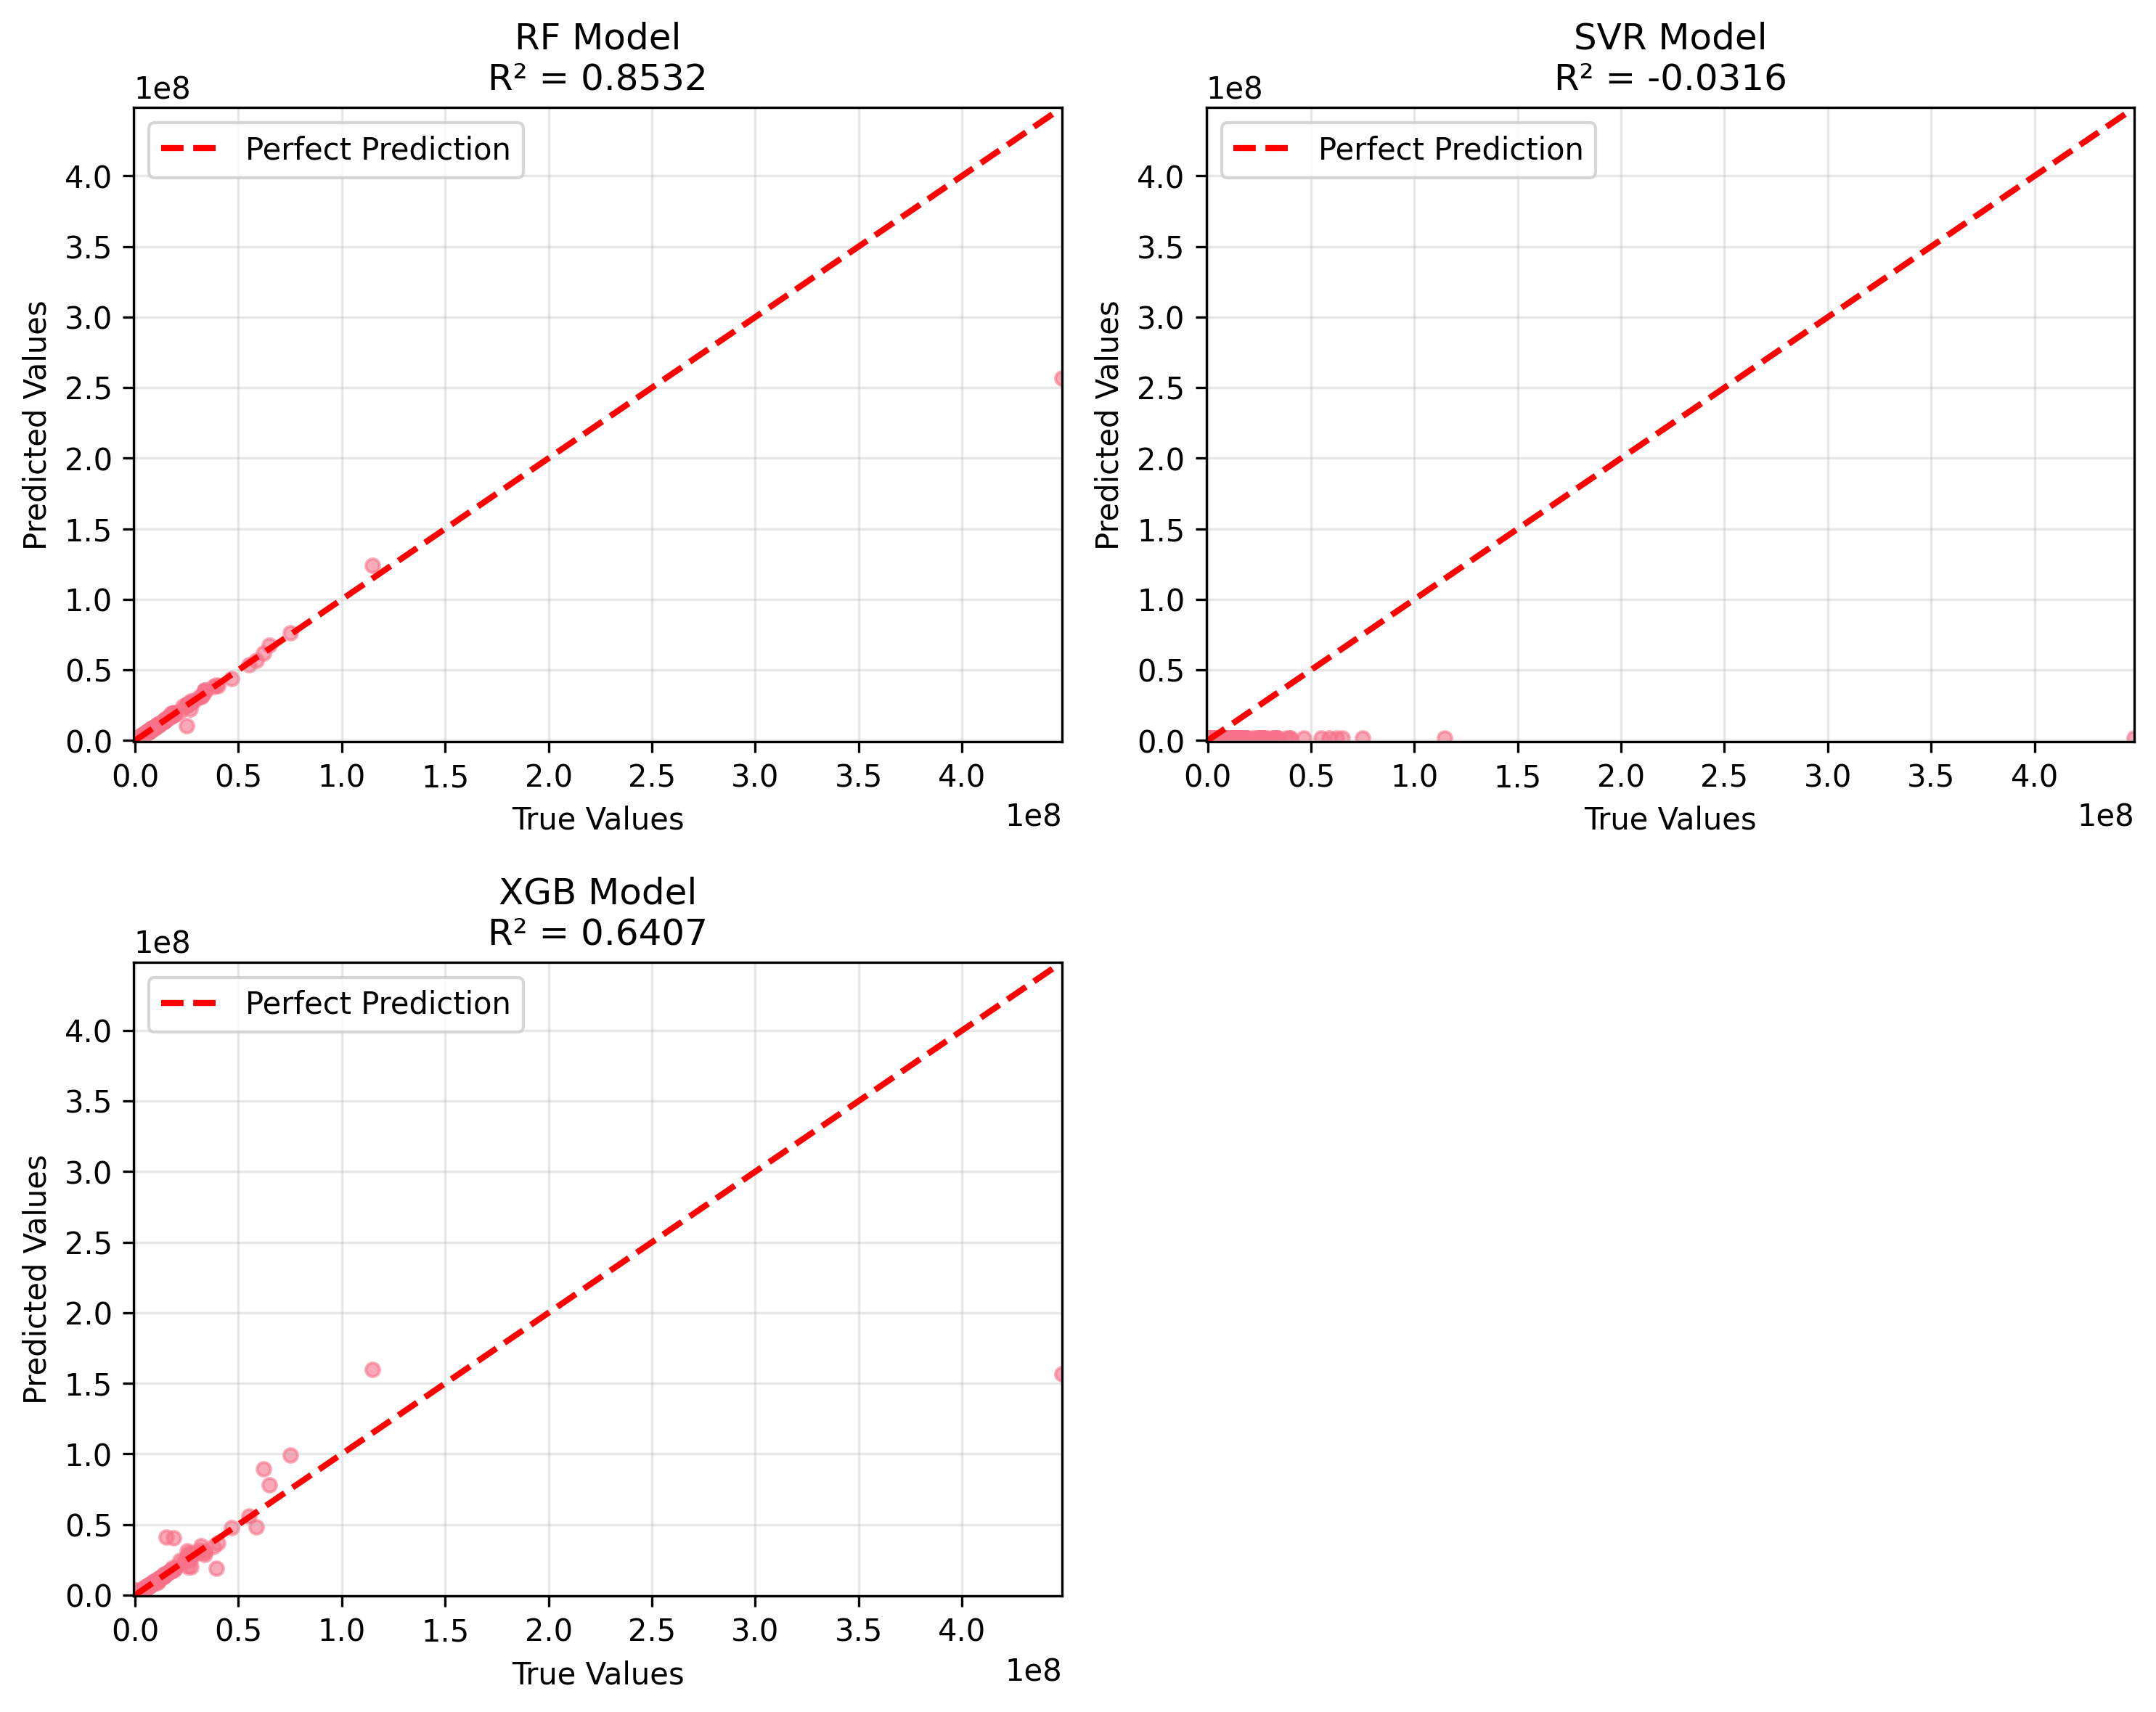 RF Model
R² = 0.8532
1e8
Perfect Prediction
4.0
3.5
3.0
2.5
2.0
1.5
1.0
0.5
0.0
Predicted Values
0.0 0.5 1.0 1.5 2.0 2.5 3.0 3.5 4.0
True Values
1e8
SVR Model
R² = -0.0316
1e8
Perfect Prediction
4.0
3.5
3.0
2.5
2.0
1.5
1.0
0.5
0.0
Predicted Values
0.0 0.5 1.0 1.5 2.0 2.5 3.0 3.5 4.0
True Values
1e8
XGB Model
R² = 0.6407
1e8
Perfect Prediction
4.0
3.5
3.0
2.5
2.0
1.5
1.0
0.5
0.0
Predicted Values
0.0 0.5 1.0 1.5 2.0 2.5 3.0 3.5 4.0
True Values
1e8